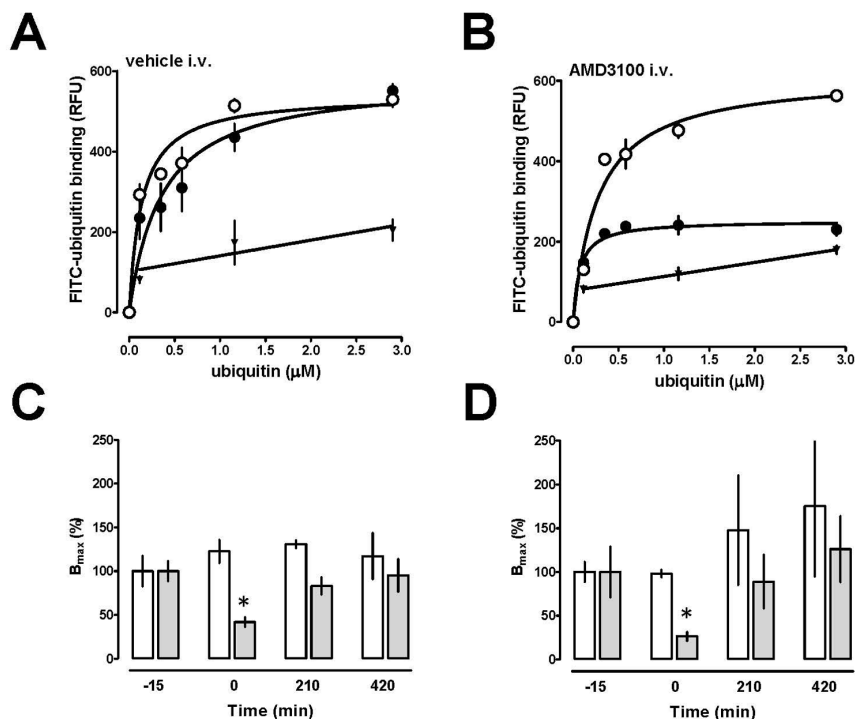 A
vehicle i.v.
FITC-ubiquitin binding (RFU)
600
400
200
0
0.0 0.5 1.0 1.5 2.0 2.5 3.0
ubiquitin (µM)
B
AMD3100 i.v.
FITC-ubiquitin binding (RFU)
600
400
200
0
0.0 0.5 1.0 1.5 2.0 2.5 3.0
ubiquitin (µM)
C
Bmax (%)
250
200
150
100
50
0
*
-15 0 210 420
Time (min)
D
Bmax (%)
250
200
150
100
50
0
*
-15 0 210 420
Time (min)